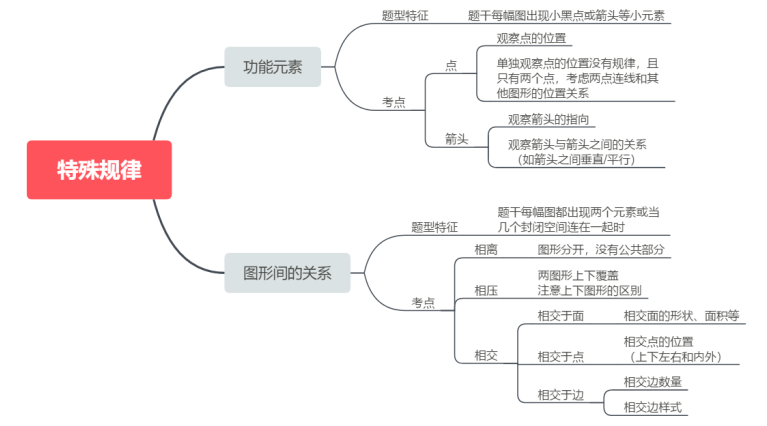 特殊规律
功能元素
题型特征
题干每幅图出现小黑点或箭头等小元素
考点
点
观察点的位置
单独观察点的位置没有规律，且
只有两个点，考虑两点连线和其
他图形的位置关系
箭头
观察箭头的指向
观察箭头与箭头之间的关系
（如箭头之间垂直/平行）
图形间的关系
题型特征
题干每幅图都出现两个元素或当
几个封闭空间连在一起时
考点
相离
图形分开，没有公共部分
相压
两图形上下覆盖
注意上下图形的区别
相交
相交于面
相交面的形状、面积等
相交于点
相交点的位置
（上下左右和内外）
相交于边
相交边数量
相交边样式